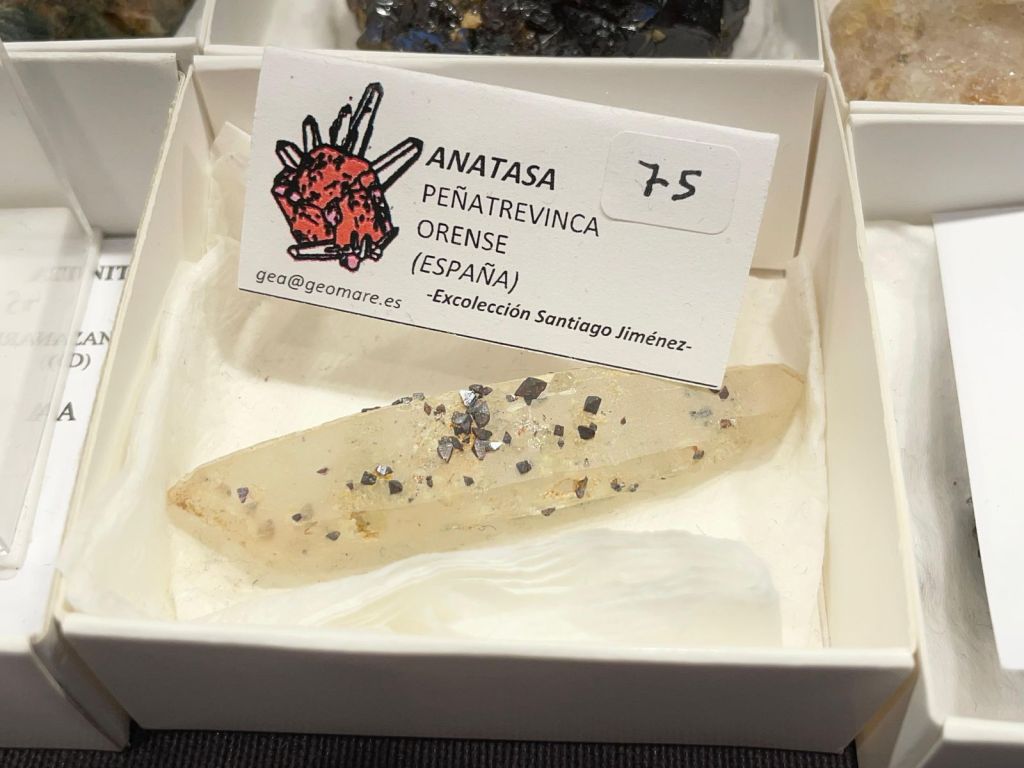 ANATASA
75
PEÑATREVINCA
ORENSE
(ESPAÑA)
gea@geomare.es
-Excolección Santiago Jiménez-